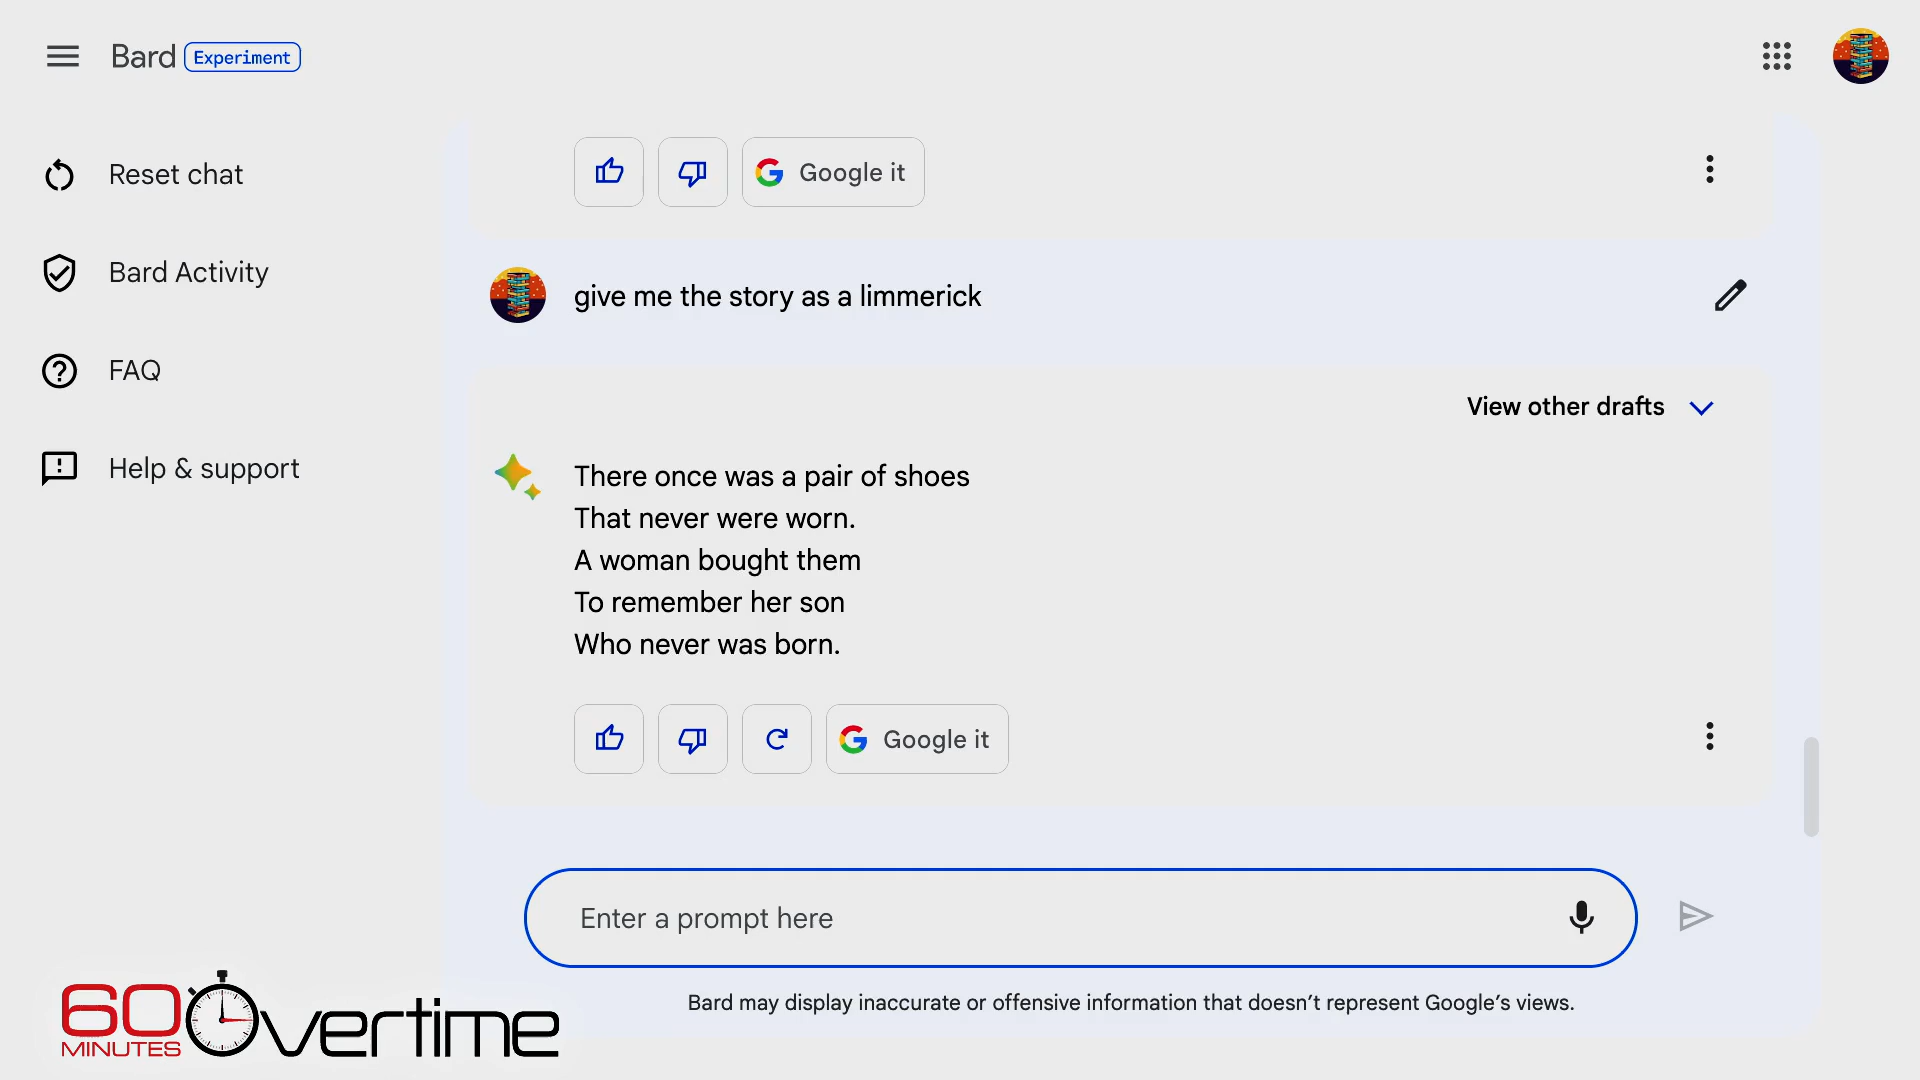 Bard Experiment
Reset chat
Bard Activity
FAQ
Help & support
Google it
give me the story as a limmerick
View other drafts
There once was a pair of shoes
That never were worn.
A woman bought them
To remember her son
Who never was born.
Google it
Enter a prompt here
Bard may display inaccurate or offensive information that doesn’t represent Google’s views.
60 Overtime
MINUTES